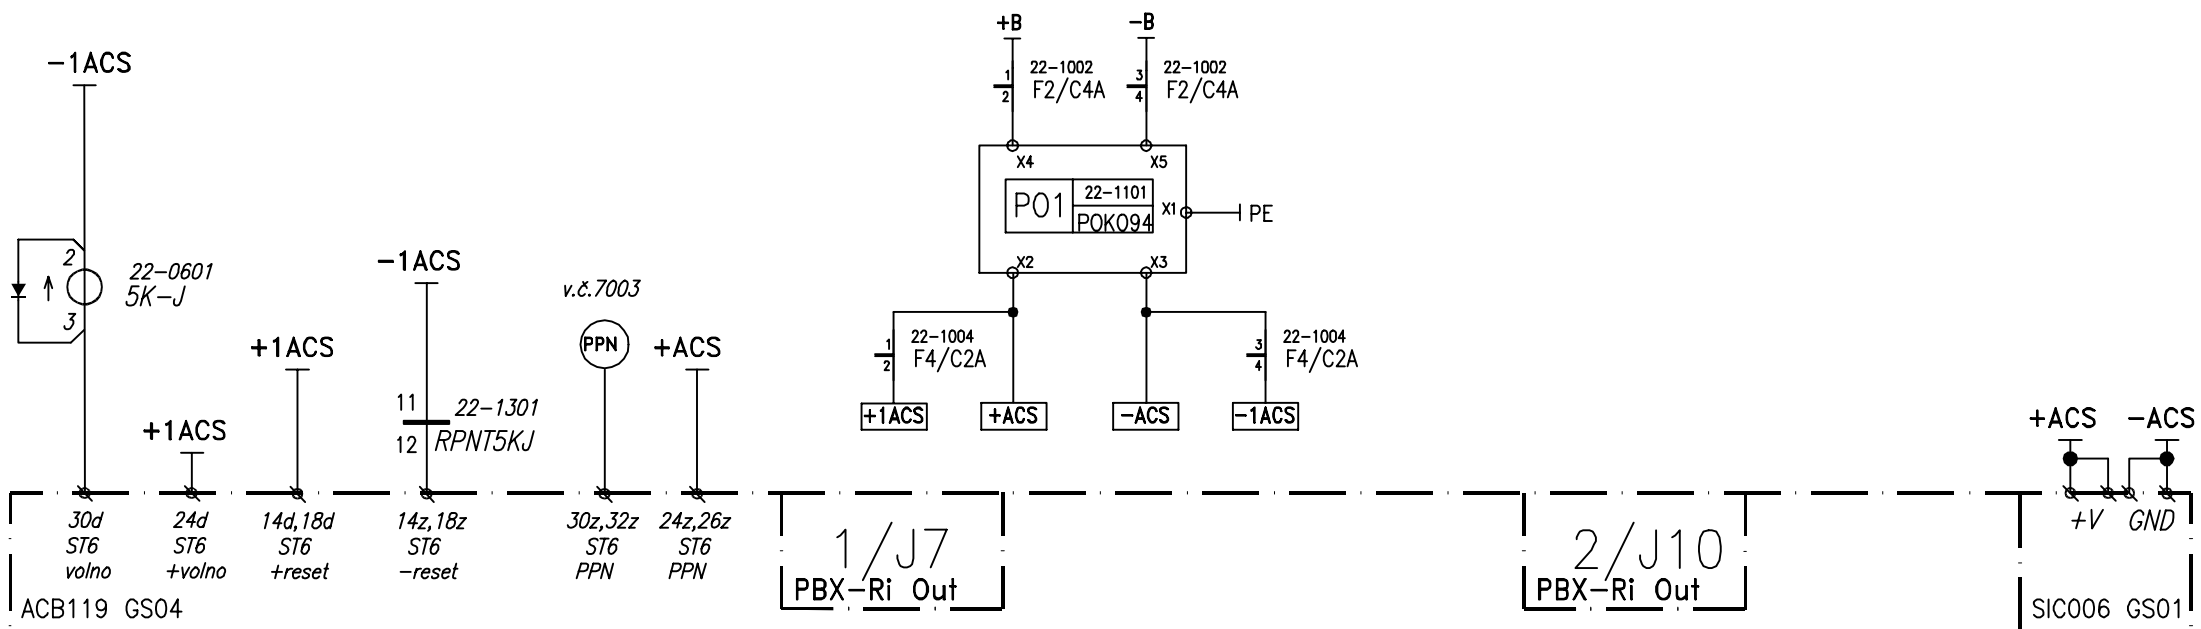 +B
-B
-1ACS
1
2
22-1002
F2/C4A
3
4
22-1002
F2/C4A
X4
X5
PO1
22-1101
POK094
X1
PE
X2
X3
2
3
22-0601
5K-J
-1ACS
v.č.7003
PPN
+1ACS
+ACS
1
2
22-1004
F4/C2A
3
4
22-1004
F4/C2A
+1ACS
+ACS
-ACS
-1ACS
+1ACS
11
12
22-1301
RPNT5KJ
+ACS
-ACS
30d
ST6
volno
24d
ST6
+volno
14d,18d
ST6
+reset
14z,18z
ST6
-reset
30z,32z
ST6
PPN
24z,26z
ST6
PPN
1/J7
PBX-Ri Out
2/J10
PBX-Ri Out
+V
GND
ACB119 GS04
SIC006 GS01